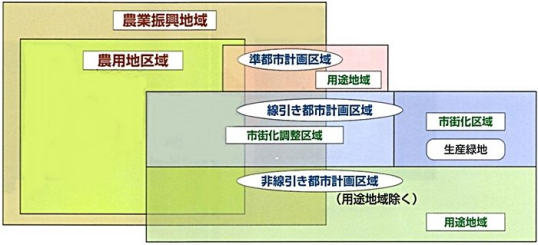 農業振興地域
農用地区域
準都市計画区域
用途地域
線引き都市計画区域
市街化調整区域
市街化区域
生産緑地
非線引き都市計画区域
(用途地域除く)
用途地域